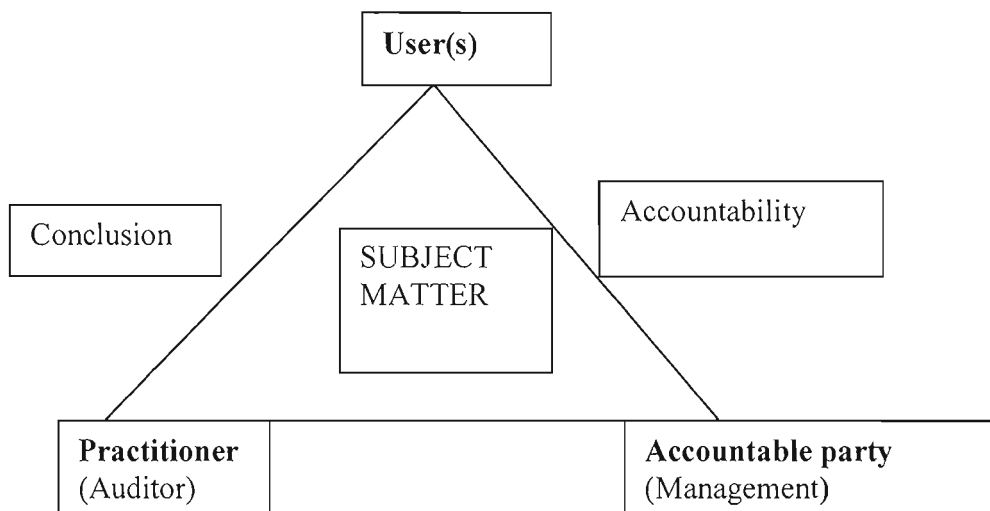 User(s)
Conclusion
Accountability
SUBJECT
MATTER
Practitioner
(Auditor)
Accountable party
(Management)